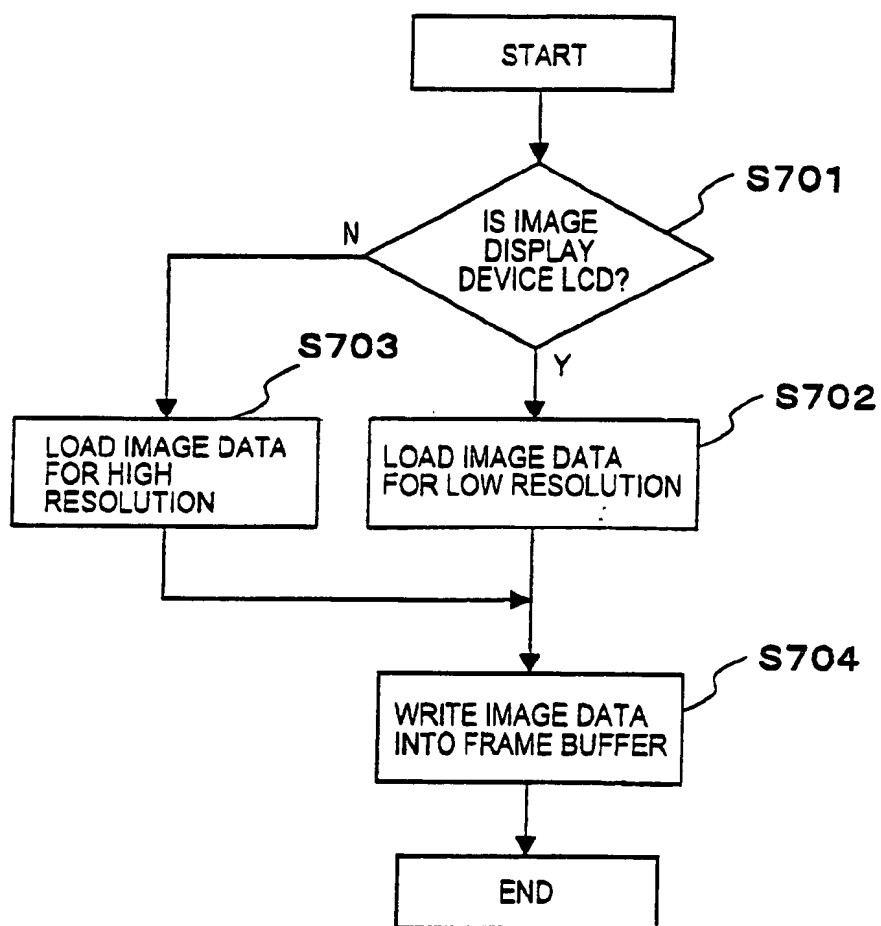 START
S701
N
IS IMAGE
DISPLAY
DEVICE LCD?
Y
S703
S702
LOAD IMAGE DATA
FOR HIGH
RESOLUTION
LOAD IMAGE DATA
FOR LOW RESOLUTION
S704
WRITE IMAGE DATA
INTO FRAME BUFFER
END